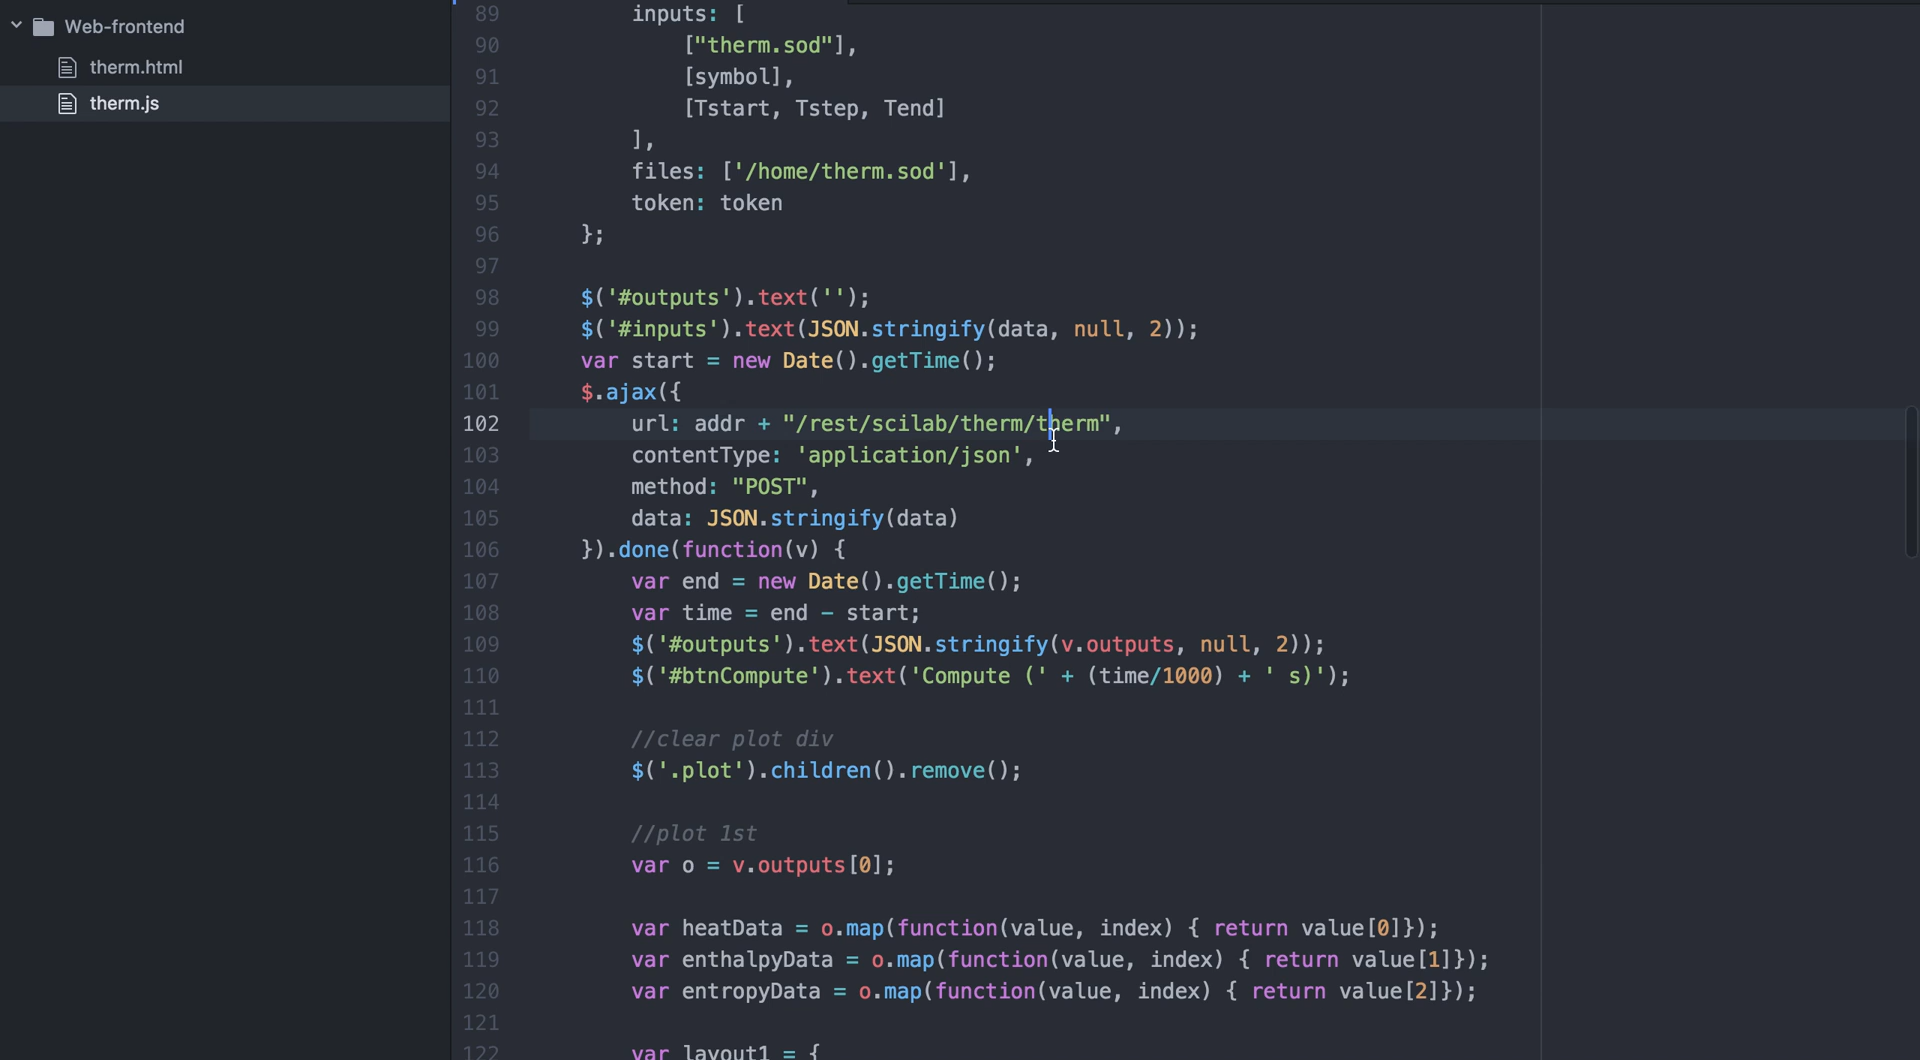 Web-frontend
therm.html
therm.js
89 inputs: [
90 ["therm.sod"],
91 [symbol],
92 [Tstart, Tstep, Tend]
93 ],
94 files: ['/home/therm.sod'],
95 token: token
96 };
97
98 $('#outputs').text('');
99 $('#inputs').text(JSON.stringify(data, null, 2));
100 var start = new Date().getTime();
101 $.ajax({
102 url: addr + "/rest/scilab/therm/therm",
103 contentType: 'application/json',
104 method: "POST",
105 data: JSON.stringify(data)
106 }).done(function(v) {
107 var end = new Date().getTime();
108 var time = end - start;
109 $('#outputs').text(JSON.stringify(v.outputs, null, 2));
110 $('#btnCompute').text('Compute (' + (time/1000) + ' s)');
111
112 //clear plot div
113 $('.plot').children().remove();
114
115 //plot 1st
116 var o = v.outputs[0];
117
118 var heatData = o.map(function(value, index) { return value[0]});
119 var enthalpyData = o.map(function(value, index) { return value[1]});
120 var entropyData = o.map(function(value, index) { return value[2]});
121
122 var layout1 = {